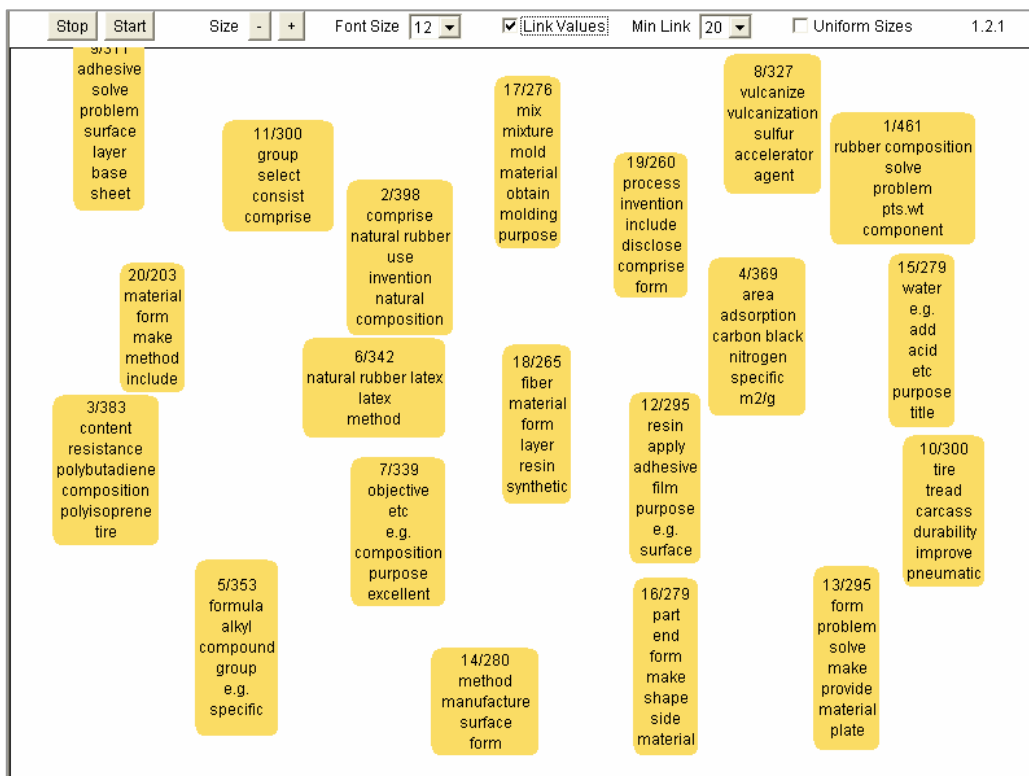 Stop Start Size - + Font Size 12 Link Values Min Link 20 Uniform Sizes 1.2.1
9/311
adhesive
solve
problem
surface
layer
base
sheet
11/300
group
select
consist
comprise
2/398
comprise
natural rubber
use
invention
natural
composition
17/276
mix
mixture
mold
material
obtain
molding
purpose
19/260
process
invention
include
disclose
comprise
form
8/327
vulcanize
vulcanization
sulfur
accelerator
agent
1/461
rubber composition
solve
problem
pts.wt
component
20/203
material
form
make
method
include
6/342
natural rubber latex
latex
method
18/265
fiber
material
form
layer
resin
synthetic
4/369
area
adsorption
carbon black
nitrogen
specific
m2/g
15/279
water
e.g.
add
acid
etc
purpose
title
3/383
content
resistance
polybutadiene
composition
polyisoprene
tire
7/339
objective
etc
e.g.
composition
purpose
excellent
12/295
resin
apply
adhesive
film
purpose
e.g.
surface
10/300
tire
tread
carcass
durability
improve
pneumatic
5/353
formula
alkyl
compound
group
e.g.
specific
14/280
method
manufacture
surface
form
16/279
part
end
form
make
shape
side
material
13/295
form
problem
solve
make
provide
material
plate